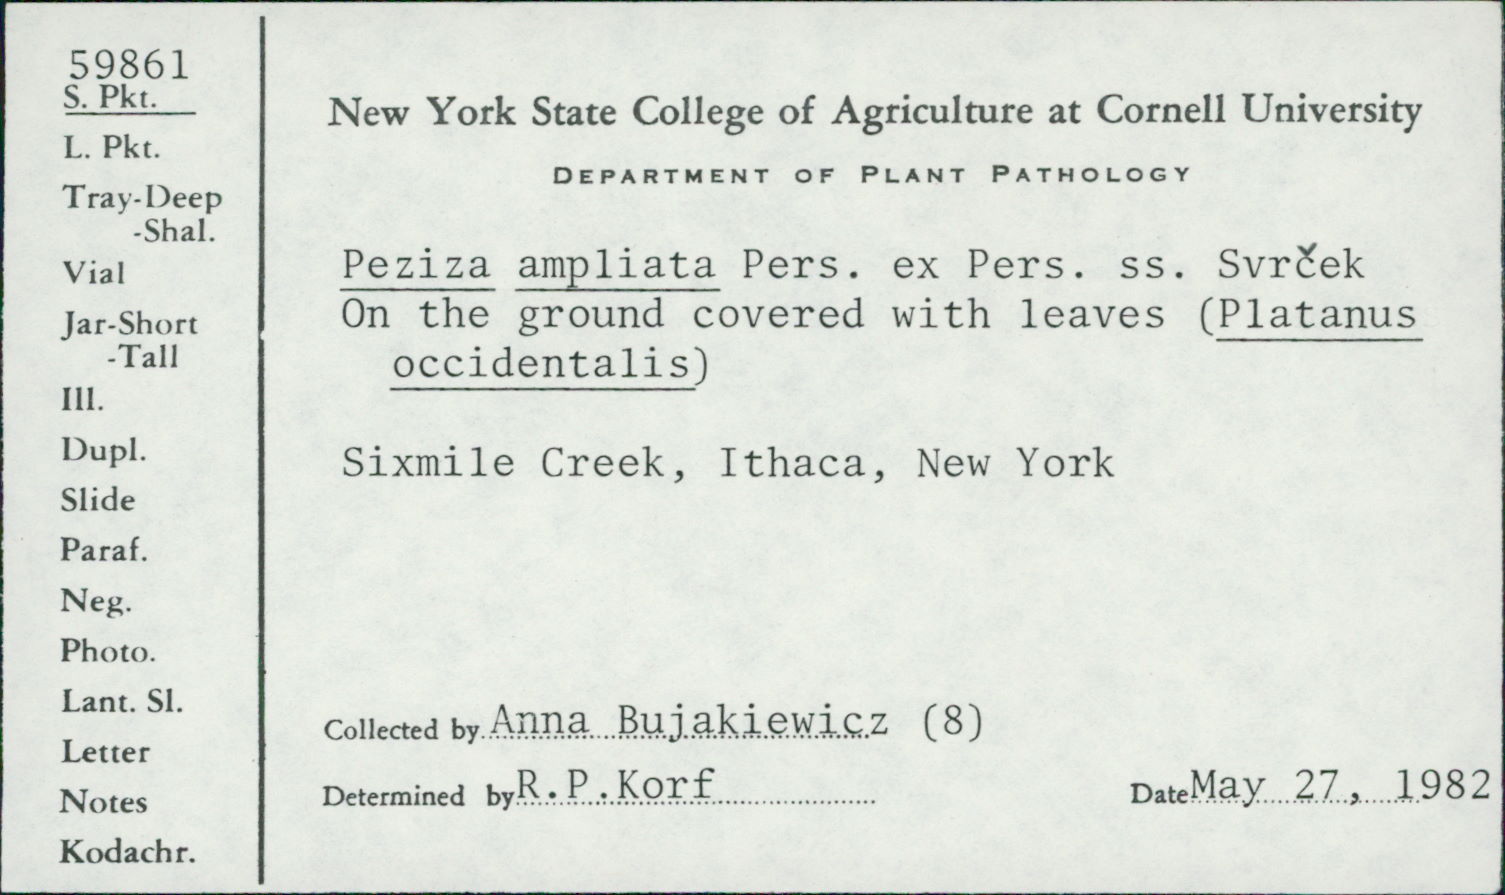 59861
S. Pkt.
L. Pkt.
Tray-Deep
-Shal.
Vial
Jar-Short
-Tall
Ill.
Dupl.
Slide
Paraf.
Neg.
Photo.
Lant. Sl.
Letter
Notes
Kodachr.
New York State College of Agriculture at Cornell University
DEPARTMENT OF PLANT PATHOLOGY
Peziza ampliata Pers. ex Pers. ss. Svrček
On the ground covered with leaves (Platanus
occidentalis)
Sixmile Creek, Ithaca, New York
Collected by Anna Bujakiewicz (8)
Determined by R.P.Korf
Date May 27, 1982